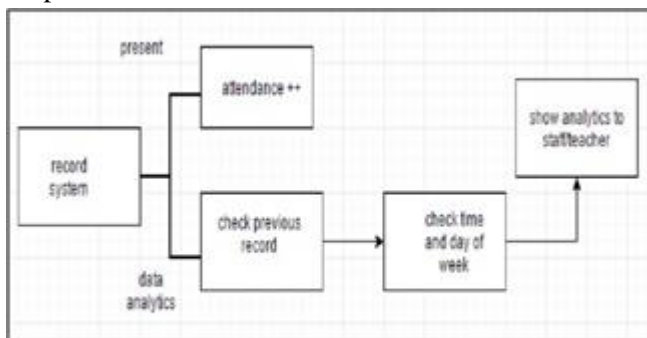 present
attendance ++
show analytics to
staff/teacher
record
system
check previous
record
check time
and day of
week
data
analytics